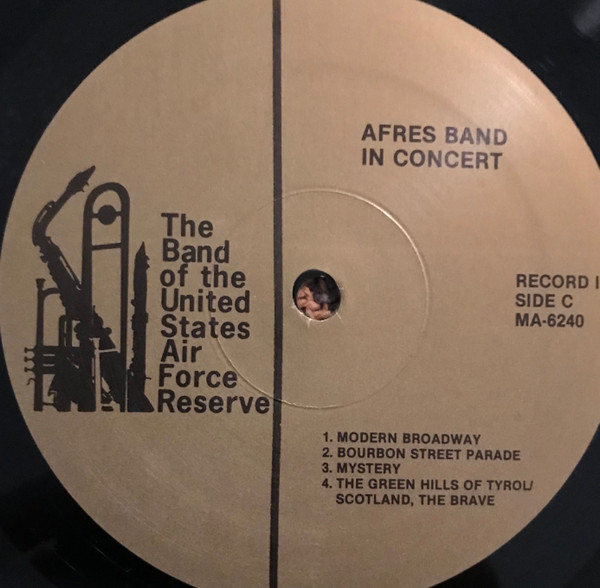 AFRES BAND
IN CONCERT
The
Band
of the
United
States
Air
Force
Reserve
RECORD I
SIDE C
MA-6240
1. MODERN BROADWAY
2. BOURBON STREET PARADE
3. MYSTERY
4. THE GREEN HILLS OF TYROL/
SCOTLAND, THE BRAVE